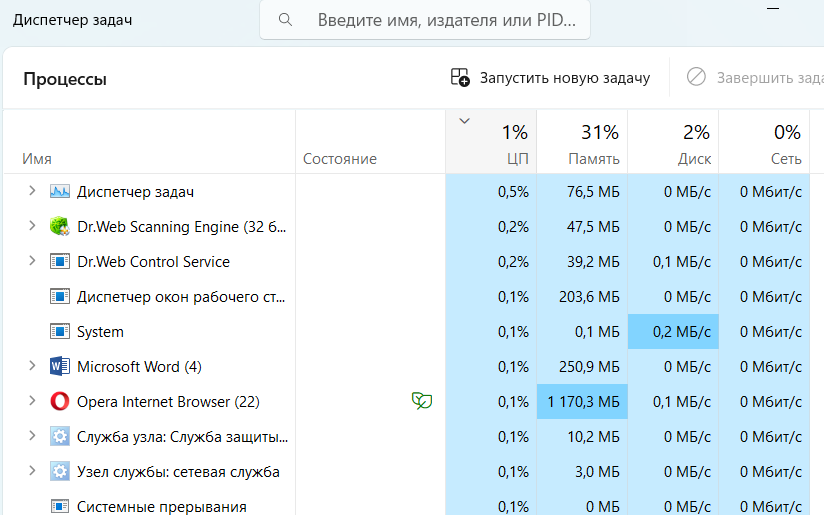 Диспетчер задач
Введите имя, издателя или PID...
Процессы
Запустить новую задачу
Завершить зада
1% 31% 2% 0%
Имя Состояние ЦП Память Диск Сеть
Диспетчер задач 0,5% 76,5 МБ 0 МБ/с 0 Мбит/с
Dr.Web Scanning Engine (32 б... 0,2% 47,5 МБ 0 МБ/с 0 Мбит/с
Dr.Web Control Service 0,2% 39,2 МБ 0,1 МБ/с 0 Мбит/с
Диспетчер окон рабочего ст... 0,1% 203,6 МБ 0 МБ/с 0 Мбит/с
System 0,1% 0,1 МБ 0,2 МБ/с 0 Мбит/с
Microsoft Word (4) 0,1% 250,9 МБ 0 МБ/с 0 Мбит/с
Opera Internet Browser (22) 0,1% 1 170,3 МБ 0,1 МБ/с 0 Мбит/с
Служба узла: Служба защиты... 0,1% 10,2 МБ 0 МБ/с 0 Мбит/с
Узел службы: сетевая служба 0,1% 3,0 МБ 0 МБ/с 0 Мбит/с
Системные прерывания 0,1% 0 МБ 0 МБ/с 0 Мбит/с